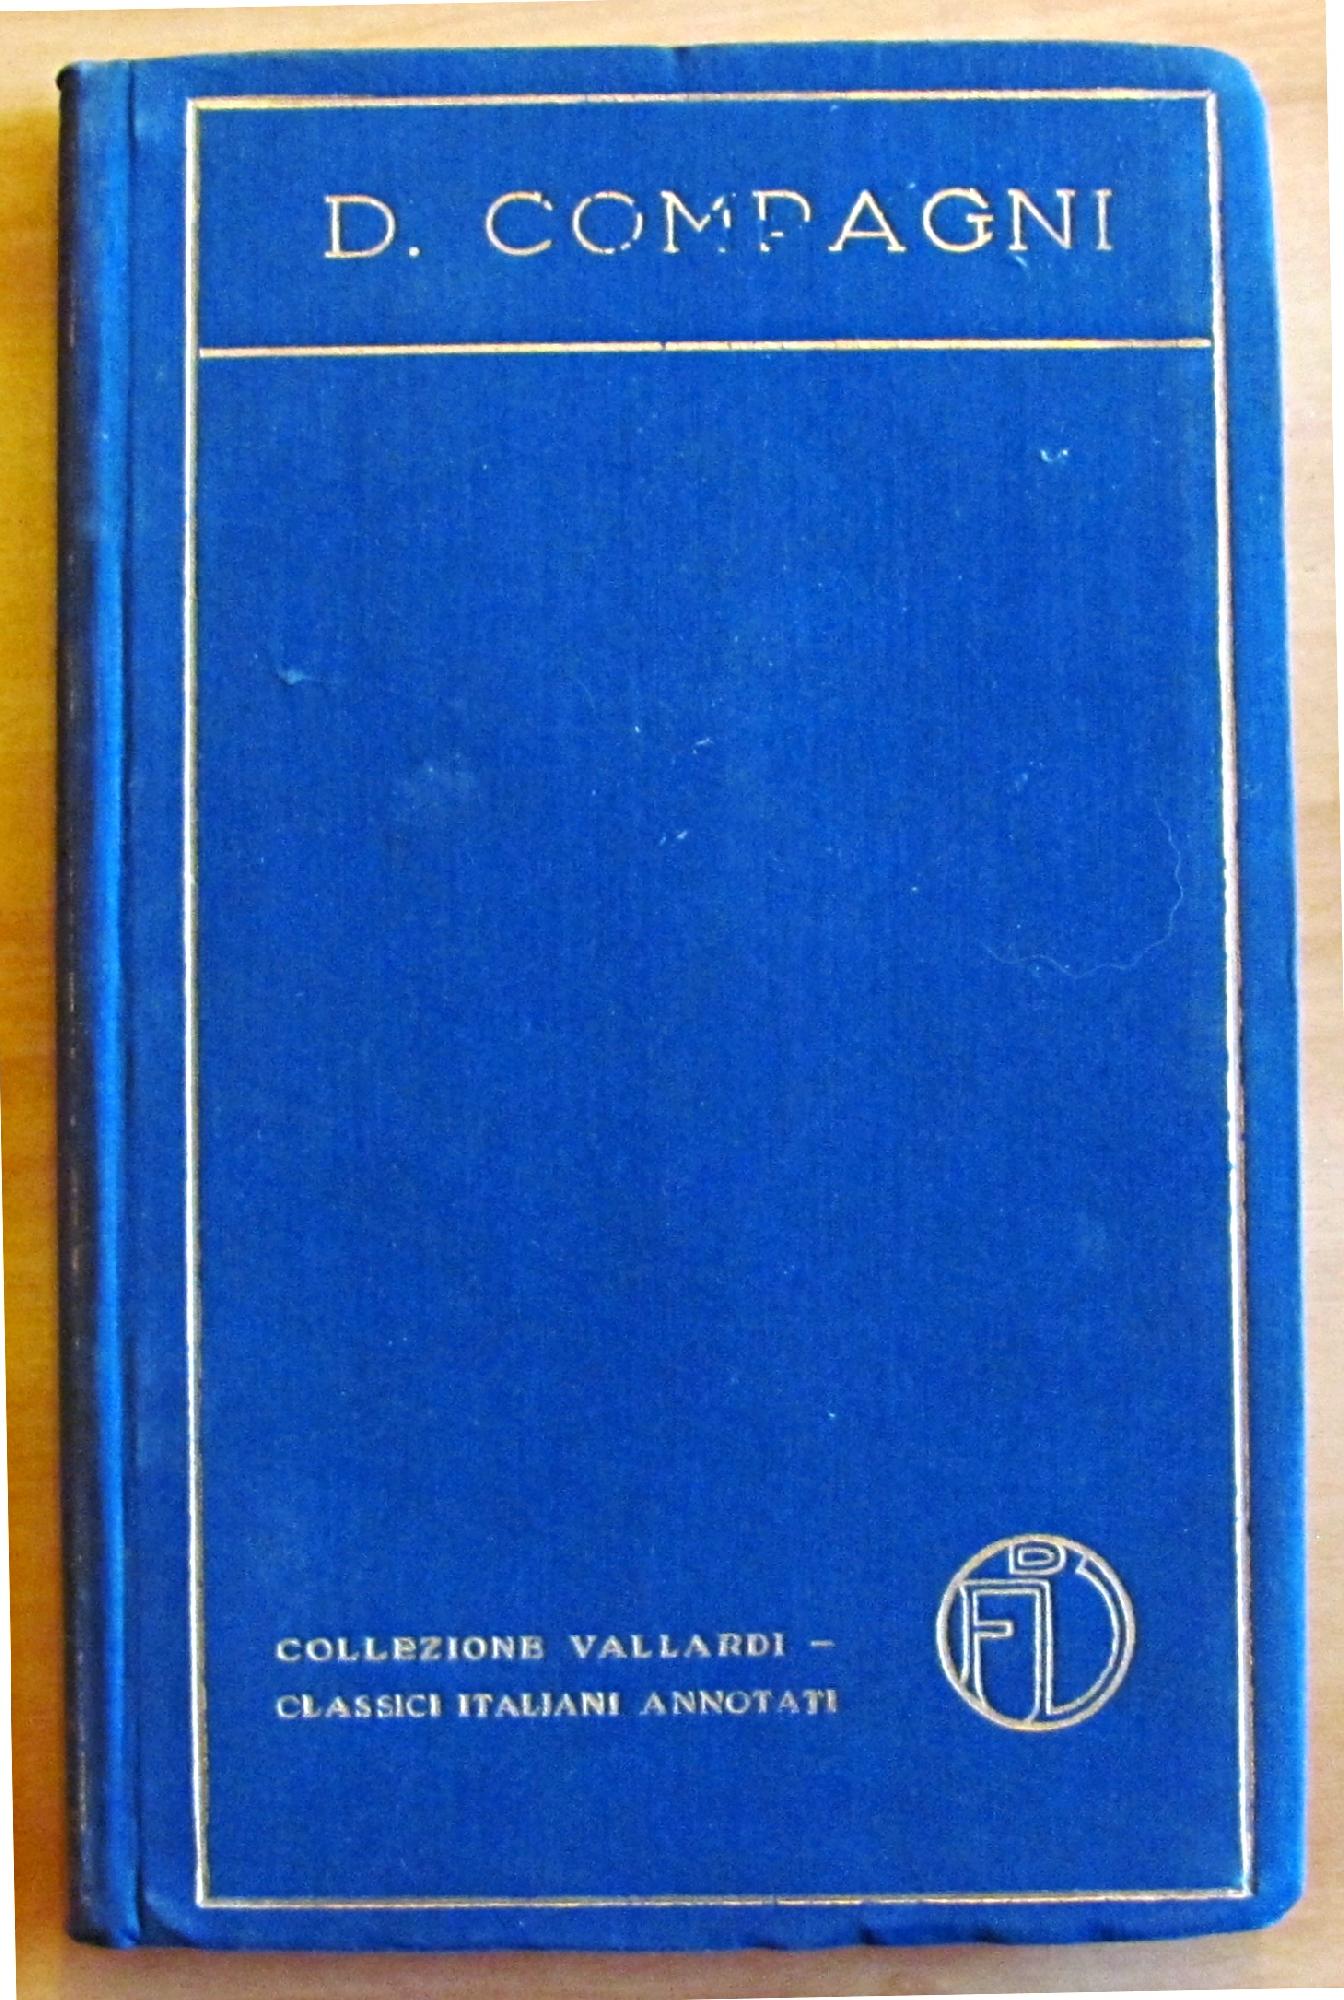 D. COMPAGNI
COLLEZIONE VALLARDI –
CLASSICI ITALIANI ANNOTATI